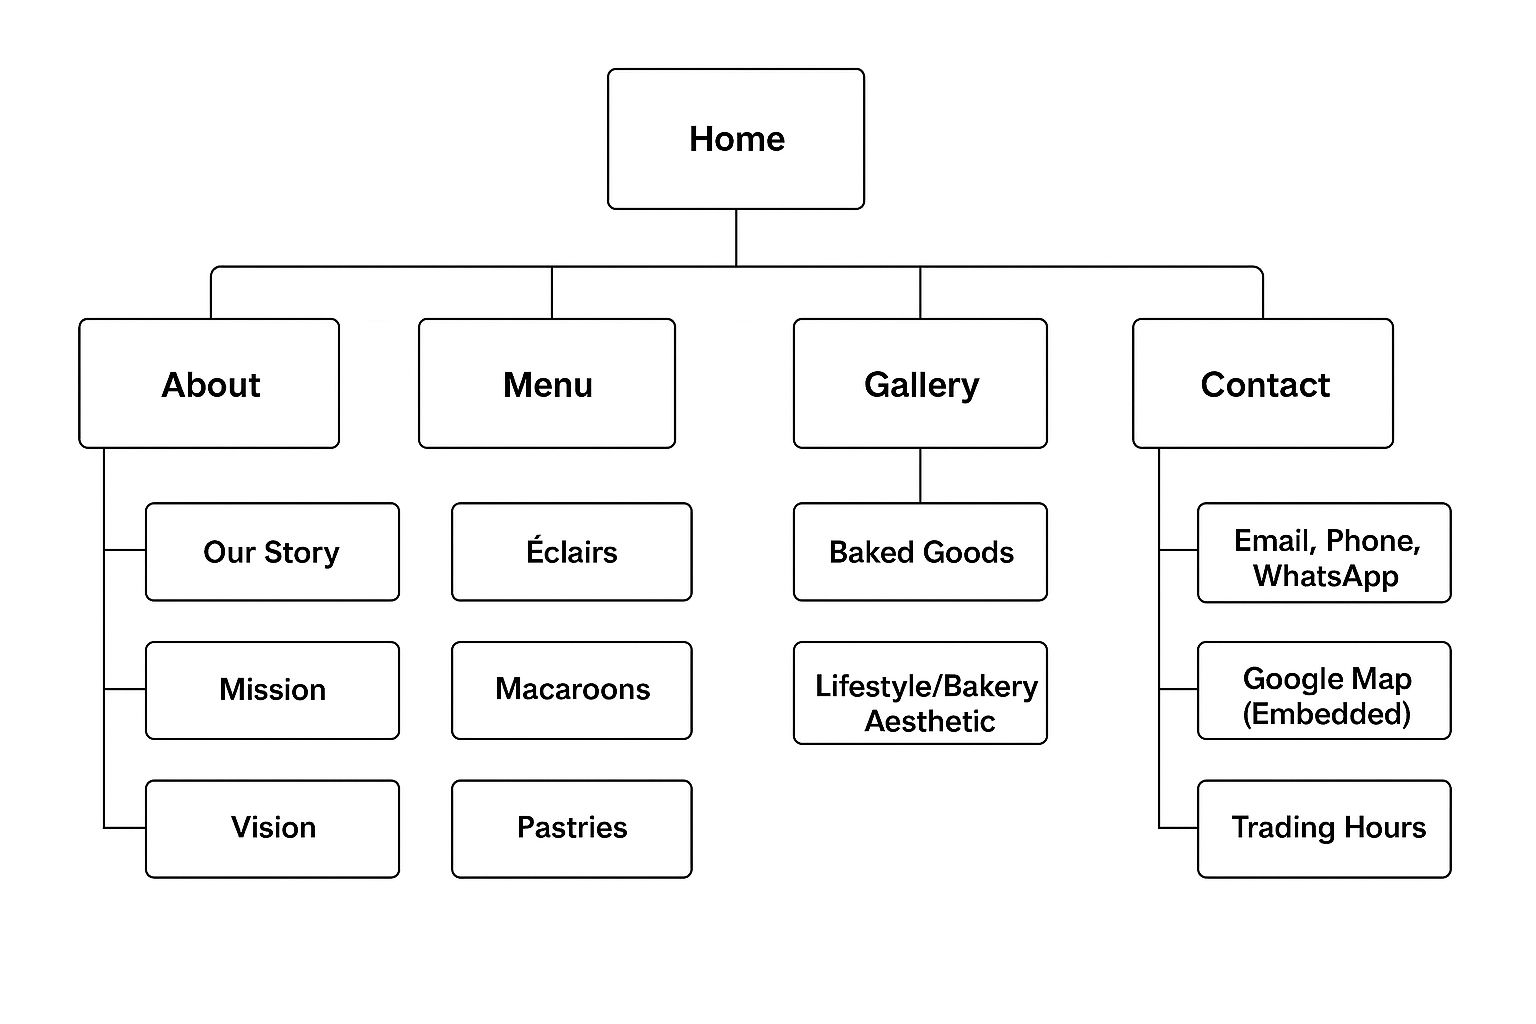 Home
About
Menu
Gallery
Contact
Our Story
Éclairs
Baked Goods
Email, Phone,
WhatsApp
Mission
Macaroons
Lifestyle/Bakery
Aesthetic
Google Map
(Embedded)
Vision
Pastries
Trading Hours